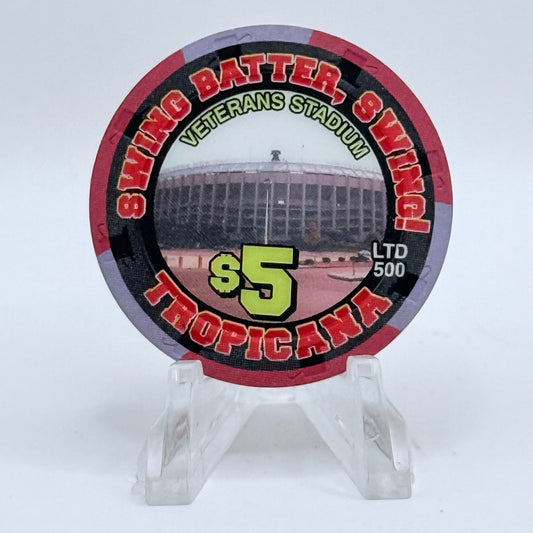 SWING BATTER, SWING!
VETERANS STADIUM
$5
LTD
500
TROPICANA